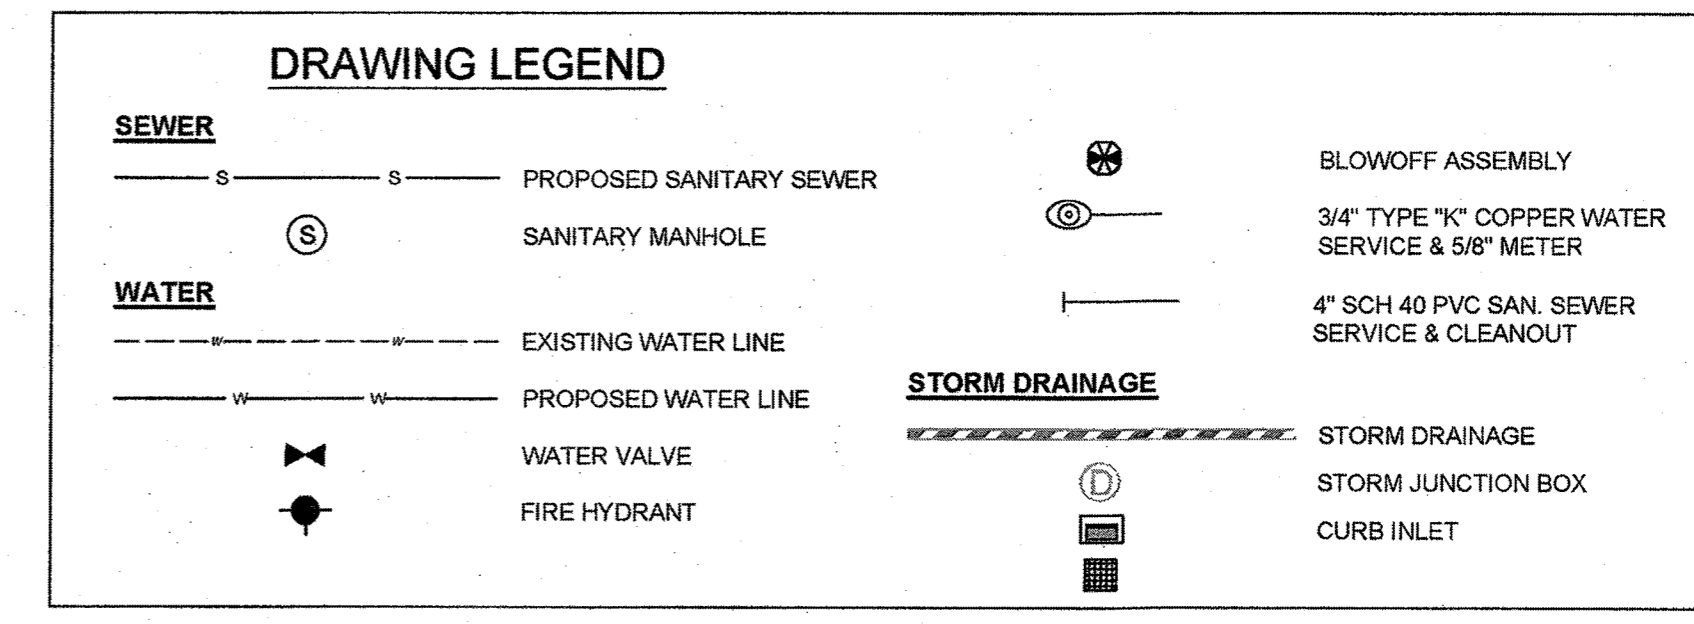 DRAWING LEGEND
SEWER
S S PROPOSED SANITARY SEWER
S SANITARY MANHOLE
WATER
W W EXISTING WATER LINE
W W PROPOSED WATER LINE
WATER VALVE
FIRE HYDRANT
BLOWOFF ASSEMBLY
3/4" TYPE "K" COPPER WATER
SERVICE & 5/8" METER
4" SCH 40 PVC SAN. SEWER
SERVICE & CLEANOUT
STORM DRAINAGE
STORM DRAINAGE
D STORM JUNCTION BOX
CURB INLET